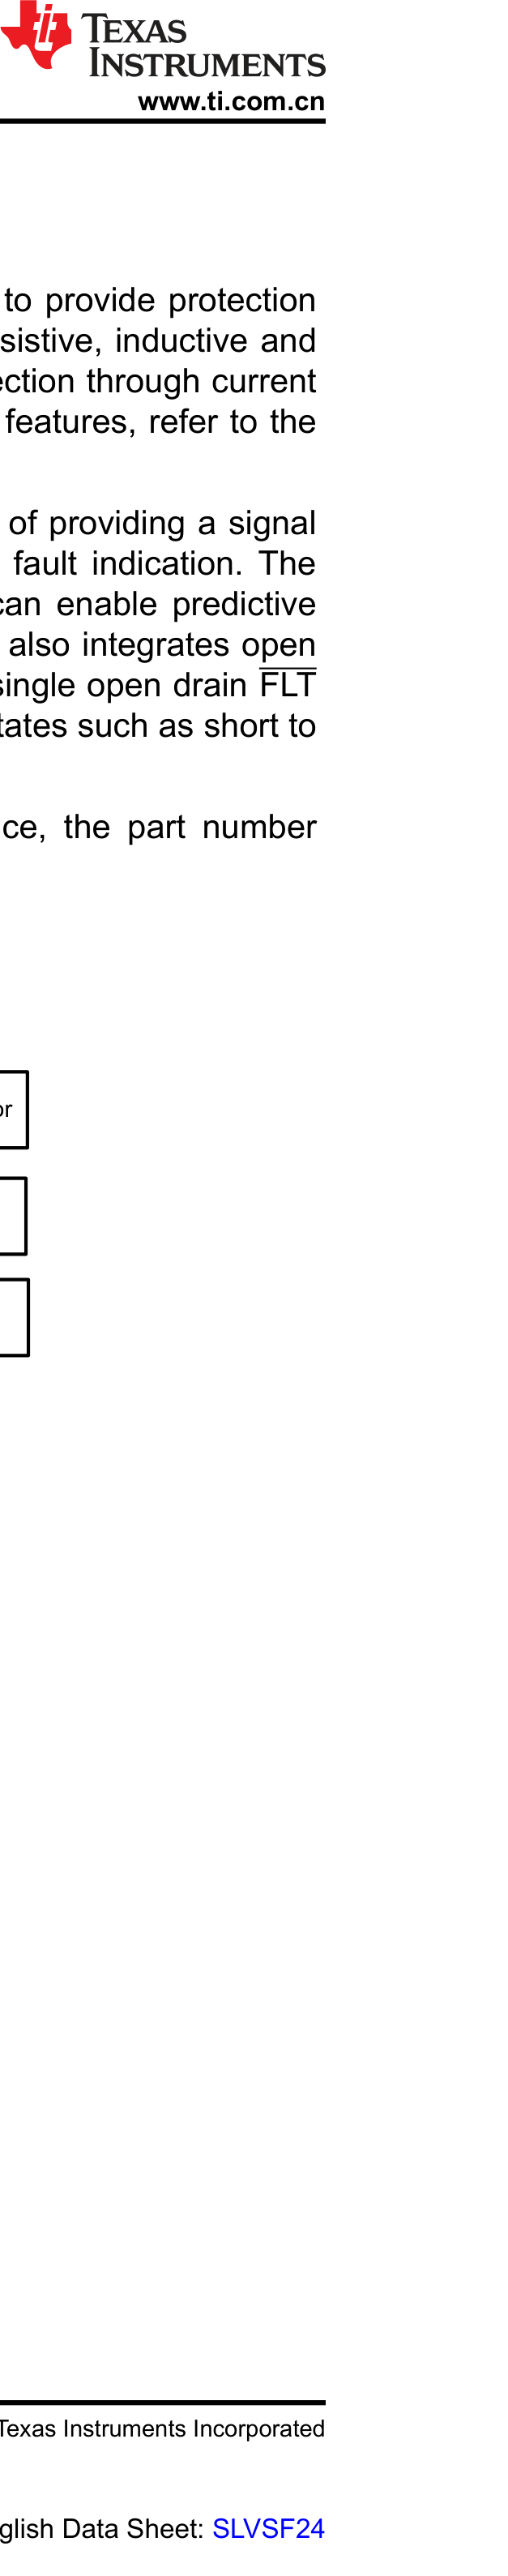 TEXAS
INSTRUMENTS
www.ti.com.cn
to provide protection
sistive, inductive and
ction through current
features, refer to the
of providing a signal
fault indication. The
can enable predictive
also integrates open
single open drain FLT
tates such as short to
ce, the part number
or
Texas Instruments Incorporated
glish Data Sheet: SLVSF24